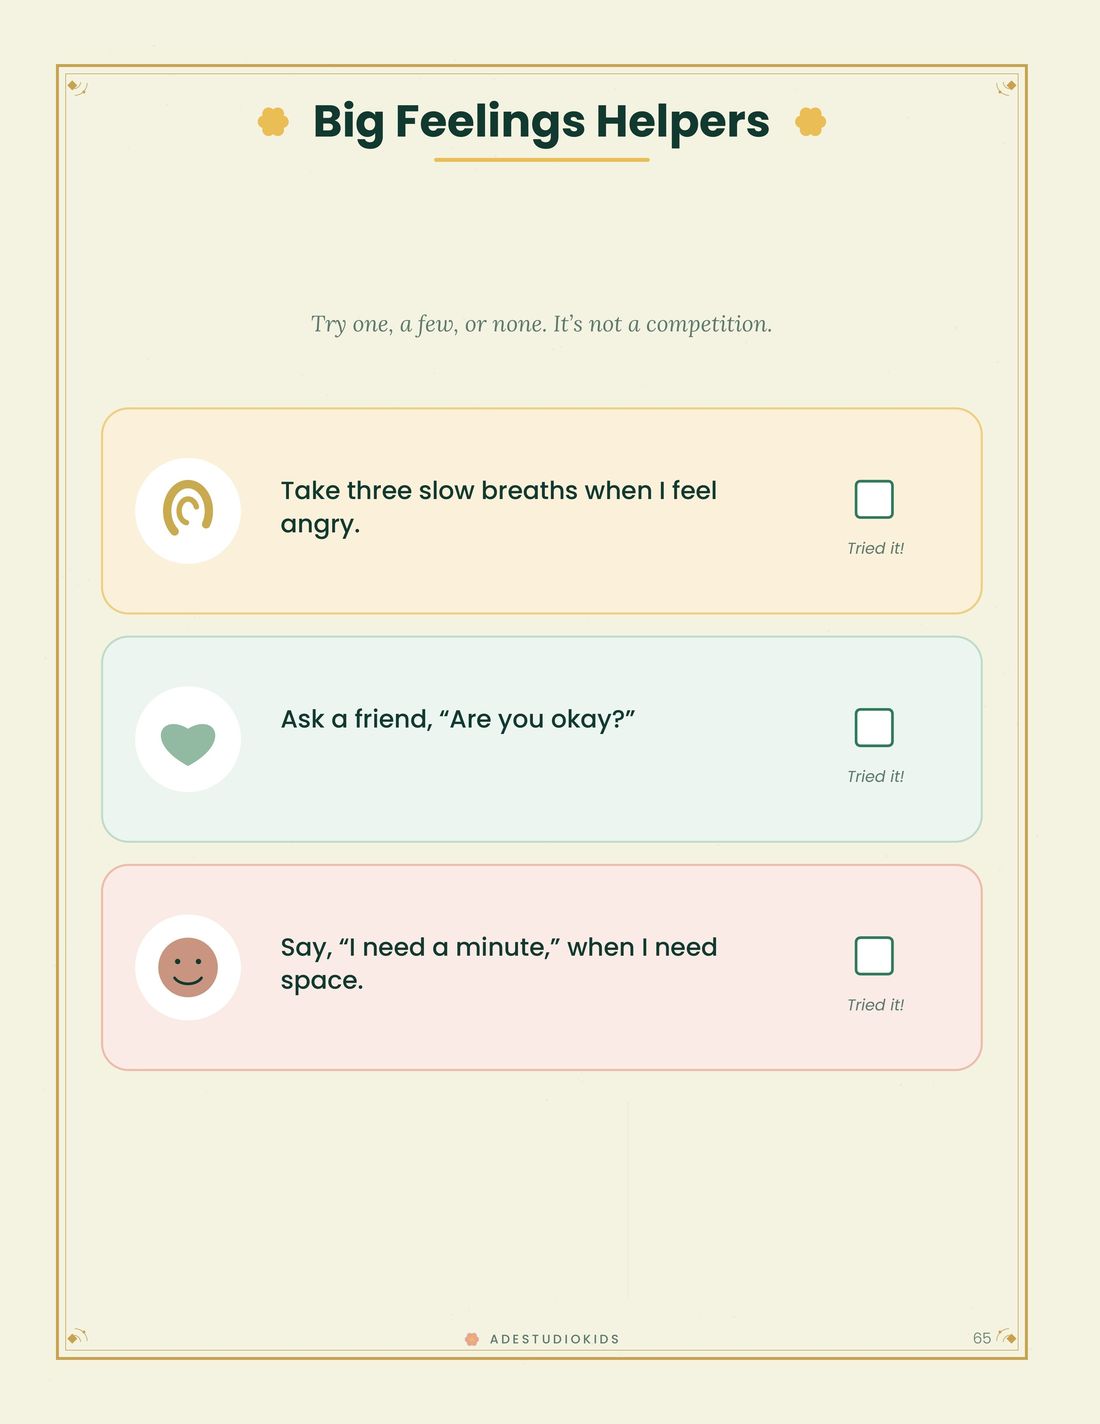 Big Feelings Helpers
Try one, a few, or none. It’s not a competition.
Take three slow breaths when I feel
angry.
Tried it!
Ask a friend, “Are you okay?”
Tried it!
Say, “I need a minute,” when I need
space.
Tried it!
ADESTUDIOKIDS
65